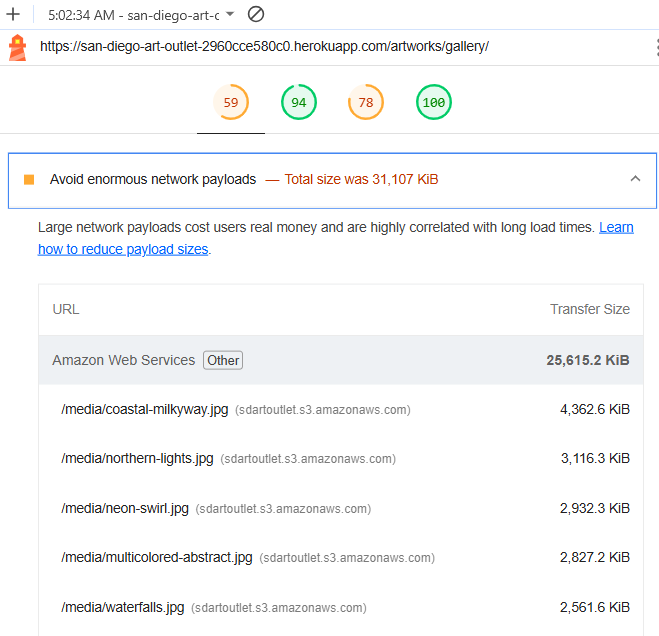 5:02:34 AM - san-diego-art-c
https://san-diego-art-outlet-2960cce580c0.herokuapp.com/artworks/gallery/
59 94 78 100
Avoid enormous network payloads — Total size was 31,107 KiB
Large network payloads cost users real money and are highly correlated with long load times. Learn
how to reduce payload sizes.
URL Transfer Size
Amazon Web Services Other 25,615.2 KiB
/media/coastal-milkyway.jpg (sdartoutlet.s3.amazonaws.com) 4,362.6 KiB
/media/northern-lights.jpg (sdartoutlet.s3.amazonaws.com) 3,116.3 KiB
/media/neon-swirl.jpg (sdartoutlet.s3.amazonaws.com) 2,932.3 KiB
/media/multicolored-abstract.jpg (sdartoutlet.s3.amazonaws.com) 2,827.2 KiB
/media/waterfalls.jpg (sdartoutlet.s3.amazonaws.com) 2,561.6 KiB